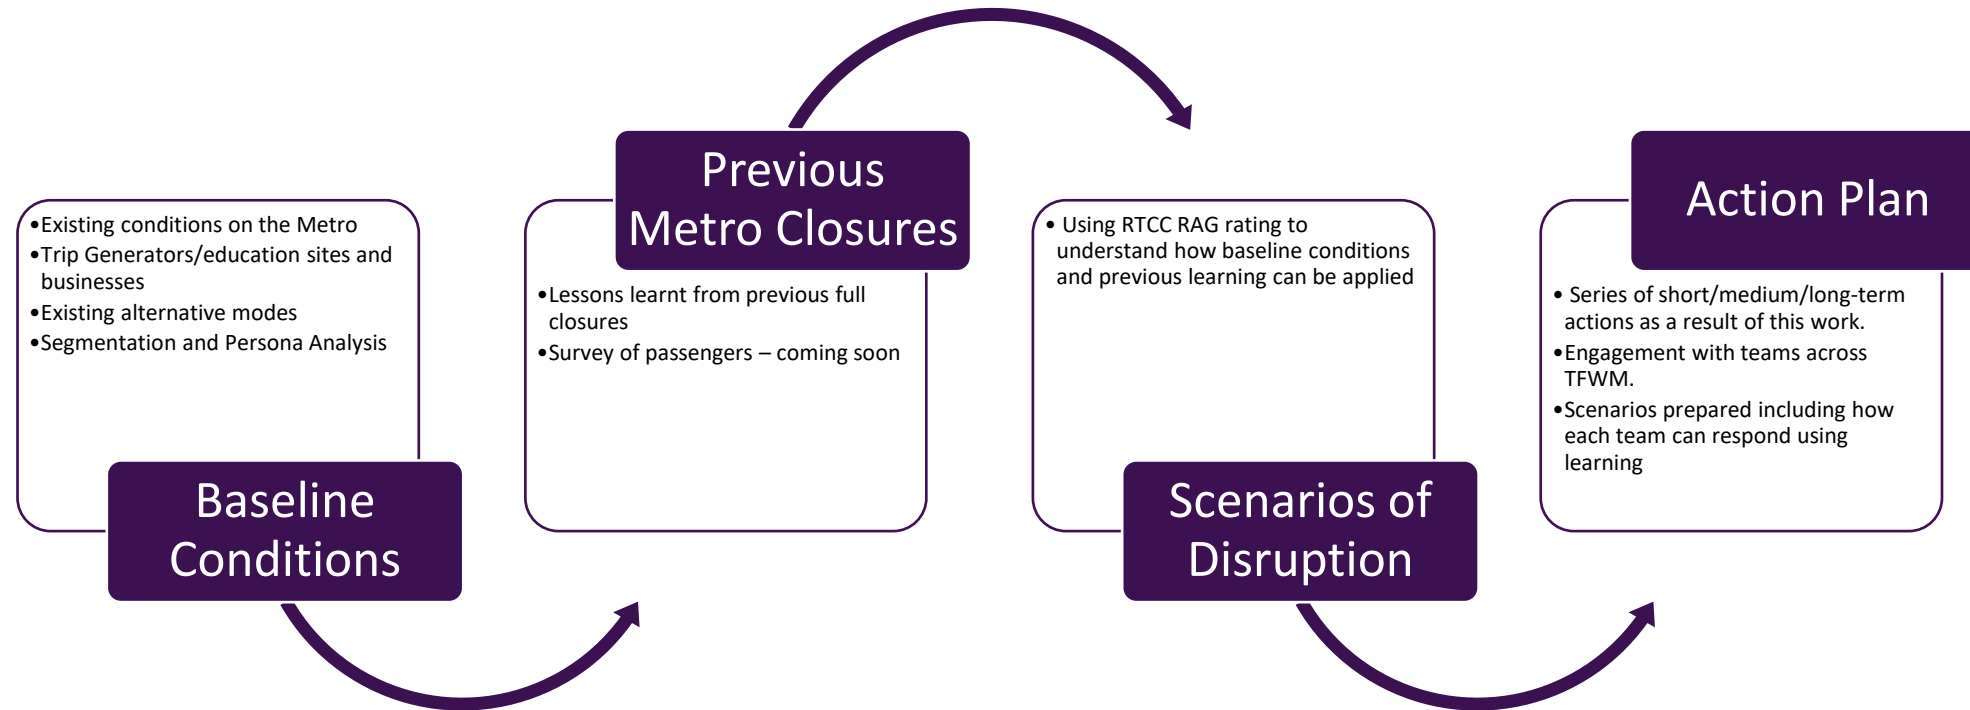 •Existing conditions on the Metro
•Trip Generators/education sites and
businesses
•Existing alternative modes
•Segmentation and Persona Analysis
Baseline
Conditions
Previous
Metro Closures
•Lessons learnt from previous full
closures
•Survey of passengers – coming soon
• Using RTCC RAG rating to
understand how baseline conditions
and previous learning can be applied
Scenarios of
Disruption
Action Plan
• Series of short/medium/long-term
actions as a result of this work.
•Engagement with teams across
TFWM.
•Scenarios prepared including how
each team can respond using
learning